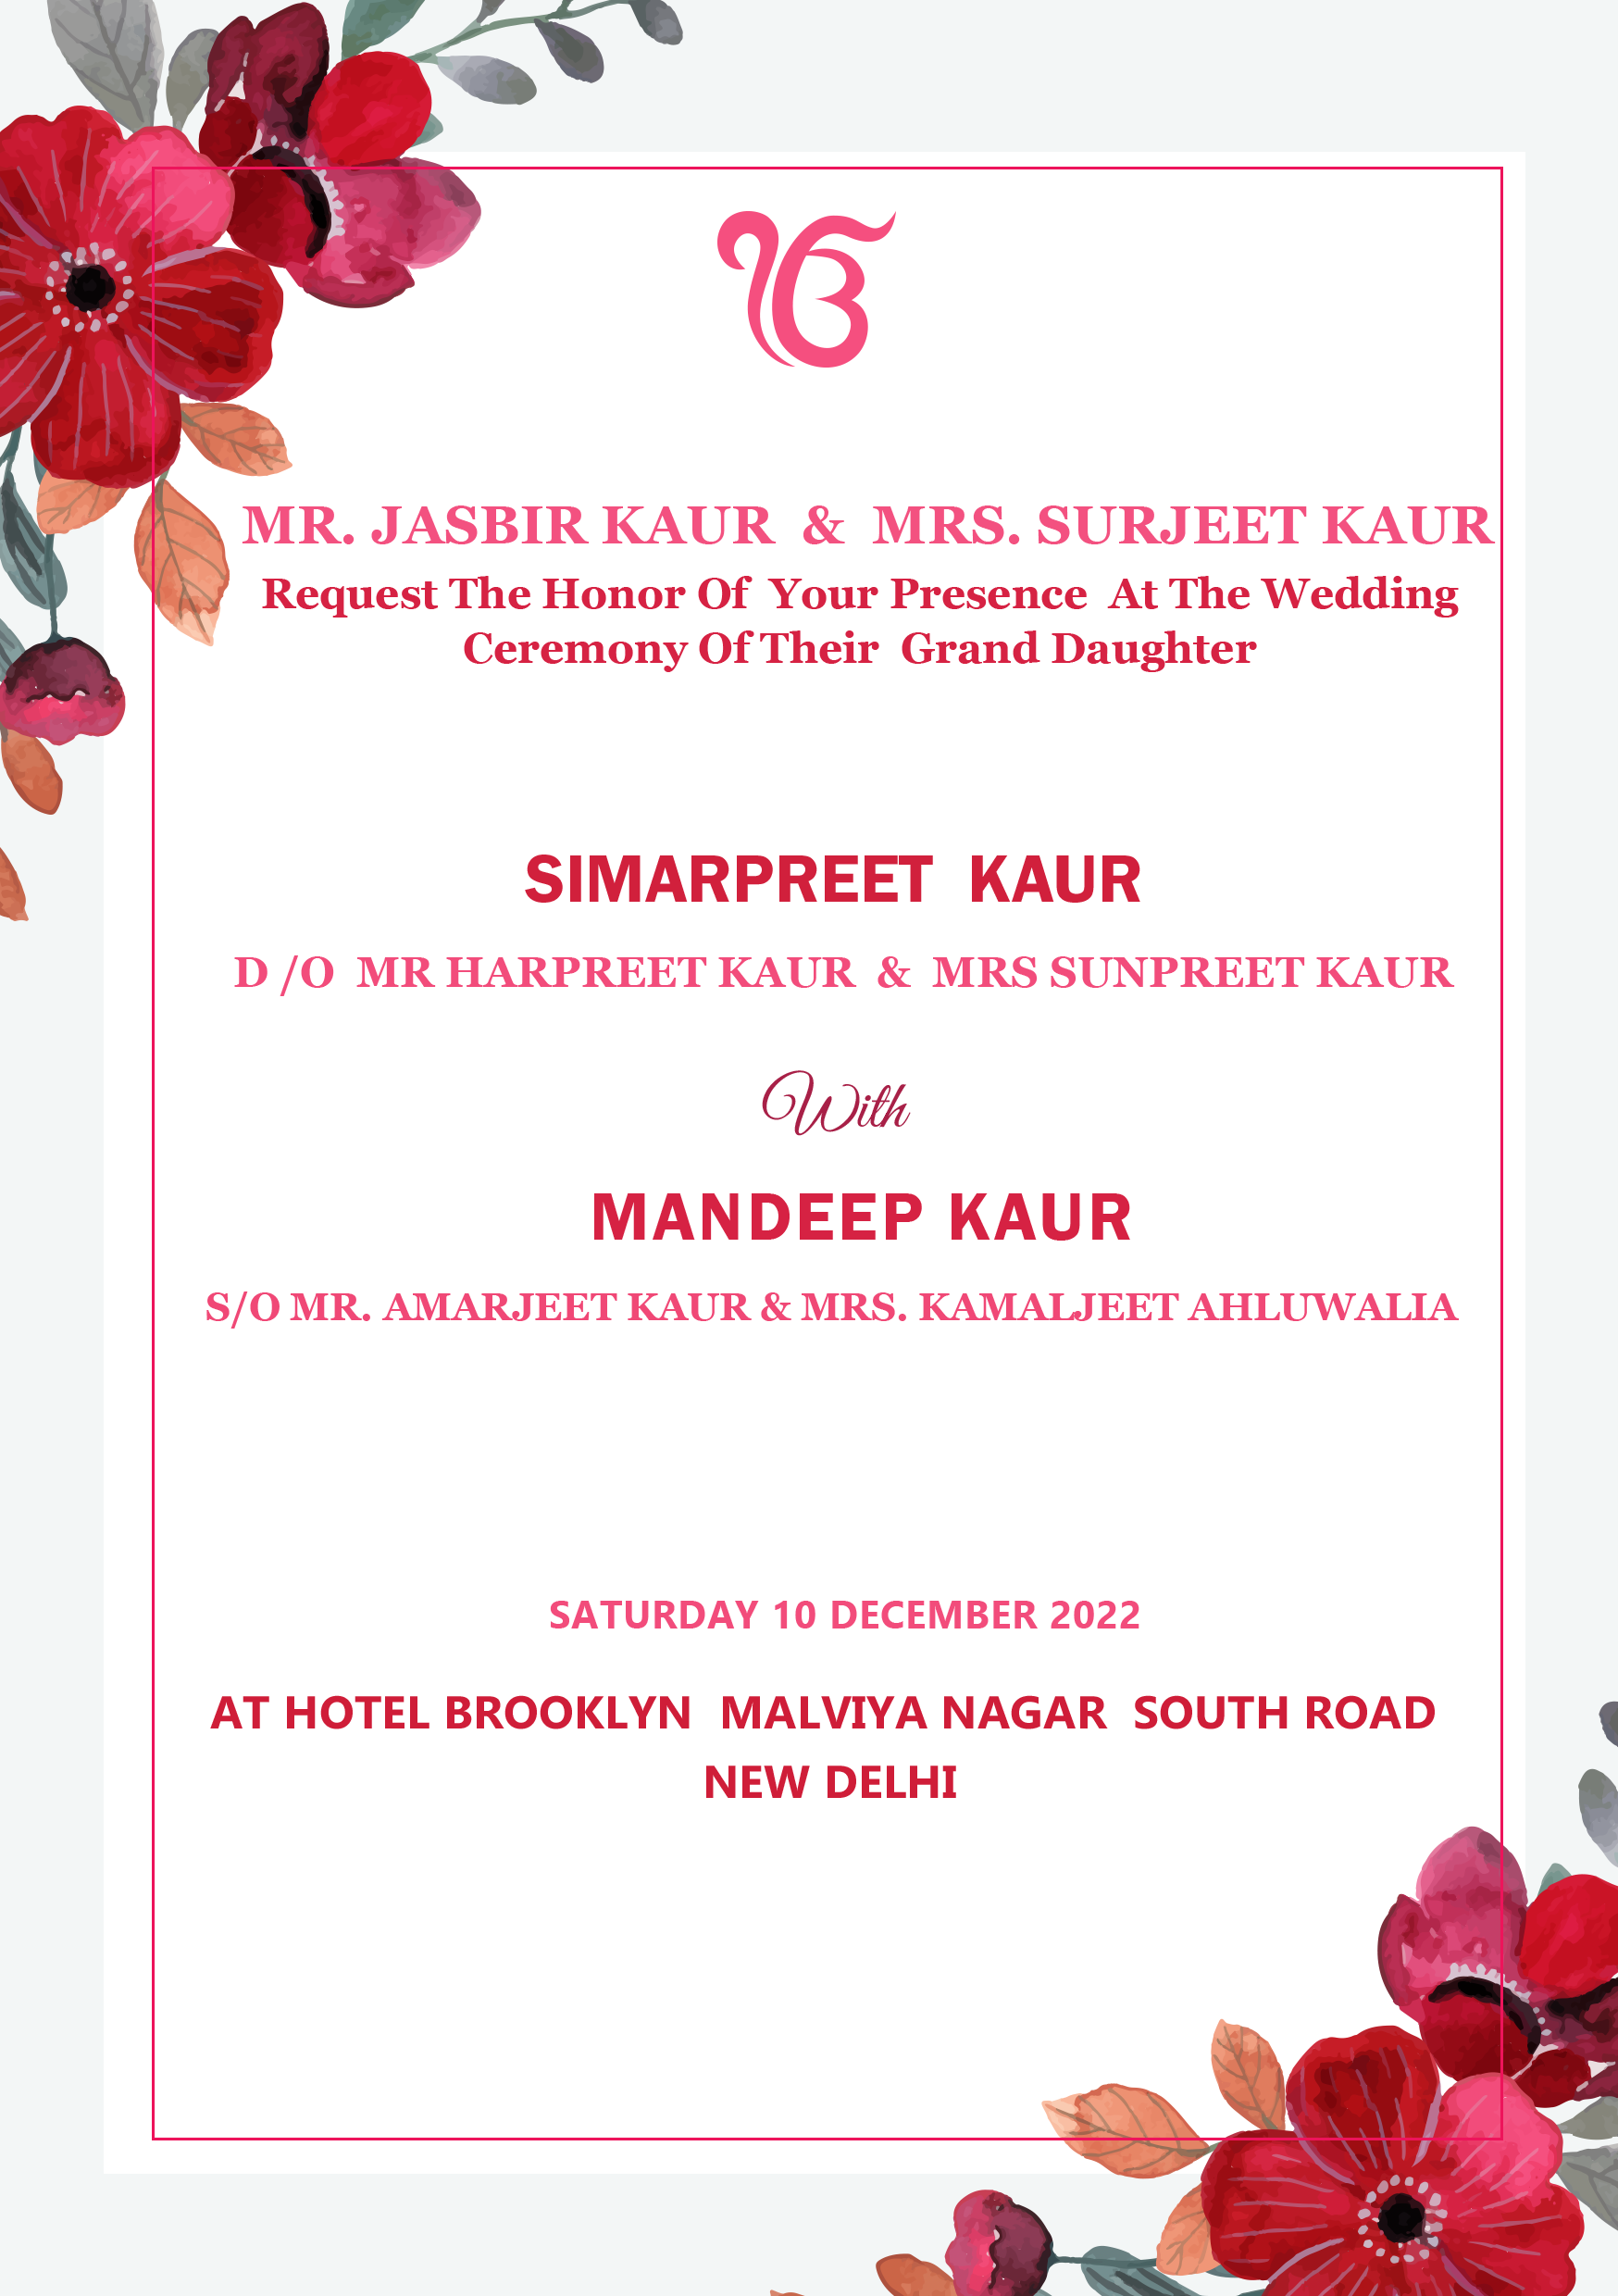 ੴ
MR. JASBIR KAUR & MRS. SURJEET KAUR
Request The Honor Of Your Presence At The Wedding
Ceremony Of Their Grand Daughter
SIMARPREET KAUR
D /O MR HARPREET KAUR & MRS SUNPREET KAUR
With
MANDEEP KAUR
S/O MR. AMARJEET KAUR & MRS. KAMALJEET AHLUWALIA
SATURDAY 10 DECEMBER 2022
AT HOTEL BROOKLYN MALVIYA NAGAR SOUTH ROAD
NEW DELHI